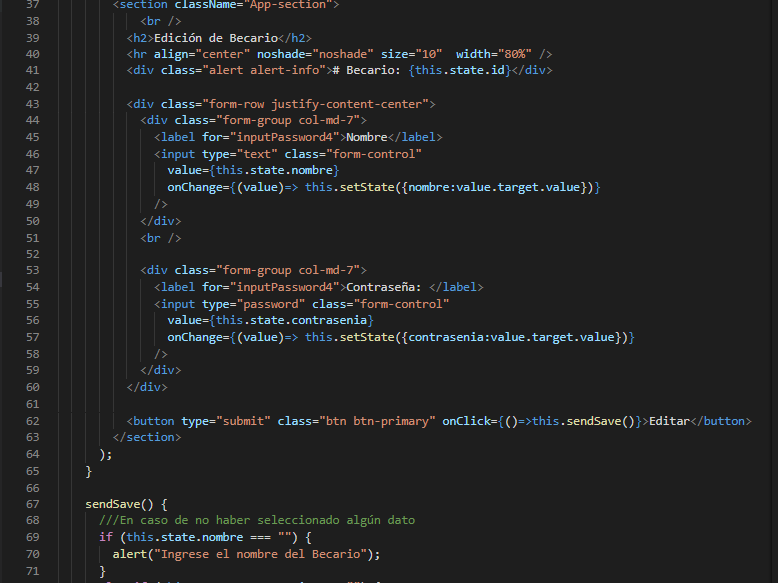 37 <section className="App-section">
38 <br />
39 <h2>Edición de Becario</h2>
40 <hr align="center" noshade="noshade" size="10"  width="80%" />
41 <div class="alert alert-info"># Becario: {this.state.id}</div>
42
43 <div class="form-row justify-content-center">
44 <div class="form-group col-md-7">
45 <label for="inputPassword4">Nombre</label>
46 <input type="text" class="form-control"
47 value={this.state.nombre}
48 onChange={(value)=> this.setState({nombre:value.target.value})}
49 />
50 </div>
51 <br />
52
53 <div class="form-group col-md-7">
54 <label for="inputPassword4">Contraseña: </label>
55 <input type="password" class="form-control"
56 value={this.state.contrasenia}
57 onChange={(value)=> this.setState({contrasenia:value.target.value})}
58 />
59 </div>
60 </div>
61
62 <button type="submit" class="btn btn-primary" onClick={()=>this.sendSave()}>Editar</button>
63 </section>
64 );
65 }
66
67 sendSave() {
68 ///En caso de no haber seleccionado algún dato
69 if (this.state.nombre === "") {
70 alert("Ingrese el nombre del Becario");
71 }